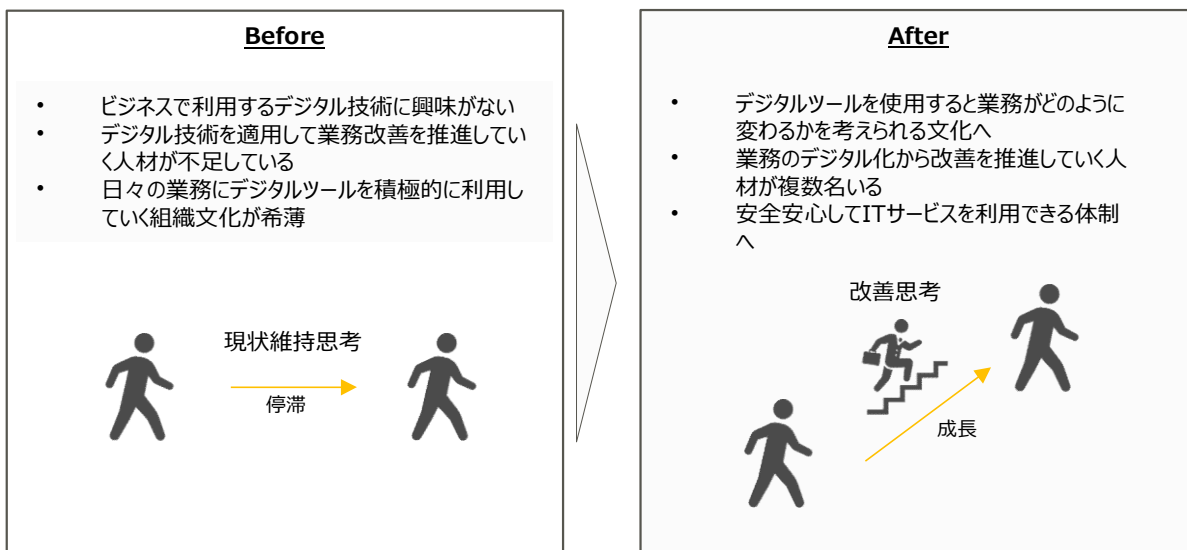 Before
• ビジネスで利用するデジタル技術に興味がない
• デジタル技術を適用して業務改善を推進してい
く人材が不足している
• 日々の業務にデジタルツールを積極的に利用し
ていく組織文化が希薄
現状維持思考
停滞
After
• デジタルツールを使用すると業務がどのように
変わるかを考えられる文化へ
• 業務のデジタル化から改善を推進していく人
材が複数名いる
• 安全安心してITサービスを利用できる体制
へ
改善思考
成長